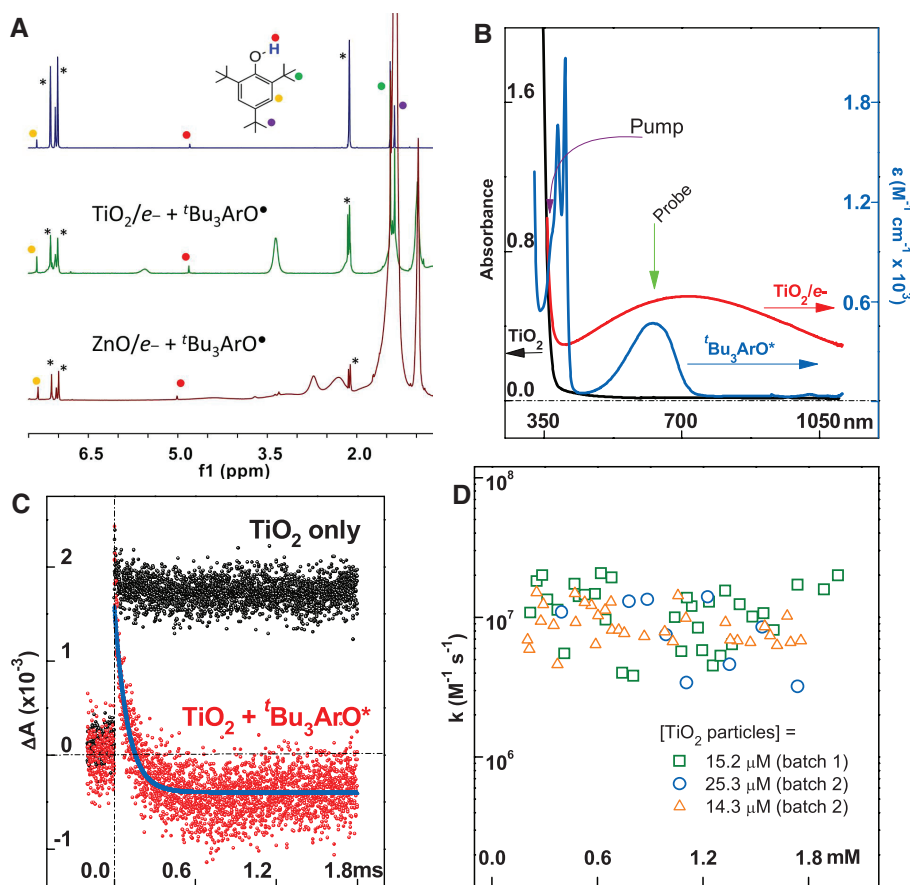 A
O
H
* *
*
TiO₂/e– + ᵗBu₃ArO●
* *
*
ZnO/e– + ᵗBu₃ArO●
* *
*
6.5 5.0 3.5 2.0
f1 (ppm)
B
1.6
0.8
0.0
Absorbance
Pump
Probe
TiO₂
TiO₂/e-
ᵗBu₃ArO*
1.8
1.2
0.6
ε (M⁻¹ cm⁻¹ x 10³)
350 700 1050 nm
C
2
1
0
-1
ΔA (x10⁻³)
TiO₂ only
TiO₂ + ᵗBu₃ArO*
0.0 0.6 1.2 1.8 ms
D
10⁸
10⁷
10⁶
k (M⁻¹ s⁻¹)
[TiO₂ particles] =
15.2 μM (batch 1)
25.3 μM (batch 2)
14.3 μM (batch 2)
0.0 0.6 1.2 1.8 mM